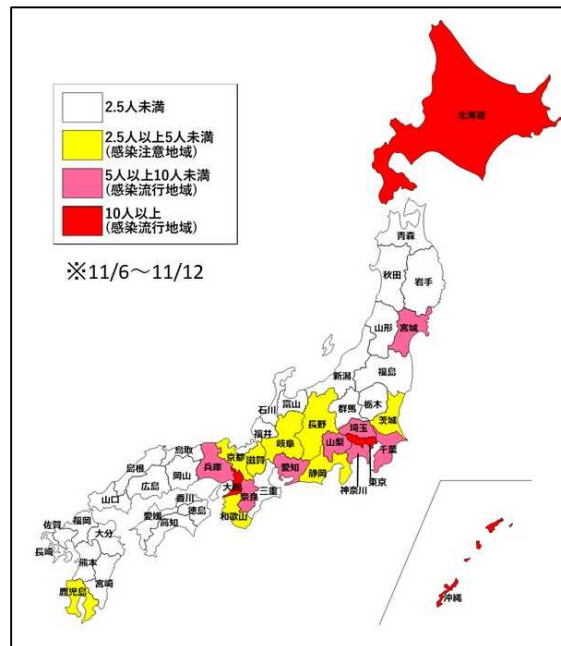 2.5人未満
2.5人以上5人未満
(感染注意地域)
5人以上10人未満
(感染流行地域)
10人以上
(感染流行地域)
※11/6～11/12
北海道
青森
秋田
岩手
山形
宮城
新潟
福島
石川
富山
群馬
栃木
福井
長野
茨城
岐阜
埼玉
山梨
千葉
鳥取
京都
滋賀
愛知
静岡
東京
神奈川
島根
岡山
兵庫
大阪
奈良
三重
広島
山口
香川
徳島
和歌山
愛媛
高知
福岡
佐賀
大分
長崎
熊本
宮崎
鹿児島
沖縄